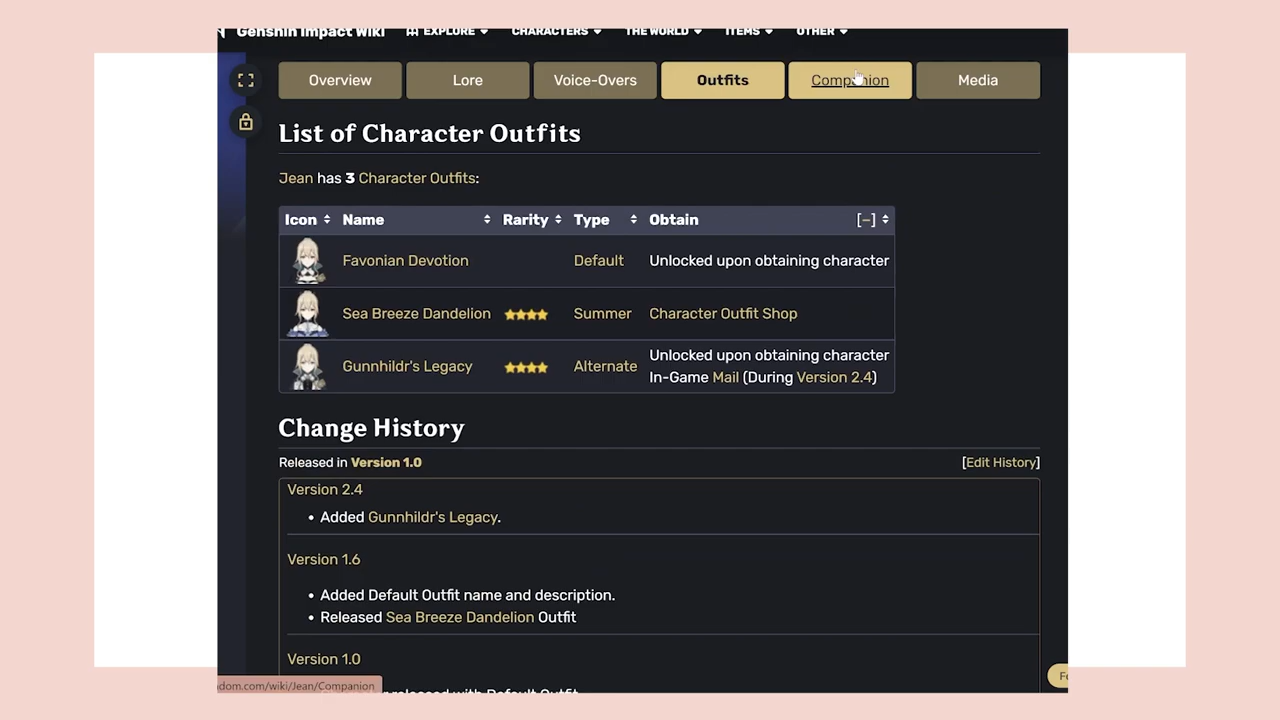 Genshin Impact Wiki EXPLORE CHARACTERS THE WORLD ITEMS OTHER
Overview Lore Voice-Overs Outfits Companion Media
List of Character Outfits
Jean has 3 Character Outfits:
Icon Name Rarity Type Obtain [−]
Favonian Devotion Default Unlocked upon obtaining character
Sea Breeze Dandelion ★★★★ Summer Character Outfit Shop
Gunnhildr's Legacy ★★★★ Alternate Unlocked upon obtaining character
In-Game Mail (During Version 2.4)
Change History
Released in Version 1.0 [Edit History]
Version 2.4
• Added Gunnhildr's Legacy.
Version 1.6
• Added Default Outfit name and description.
• Released Sea Breeze Dandelion Outfit
Version 1.0
released with Default Outfit
dom.com/wiki/Jean/Companion